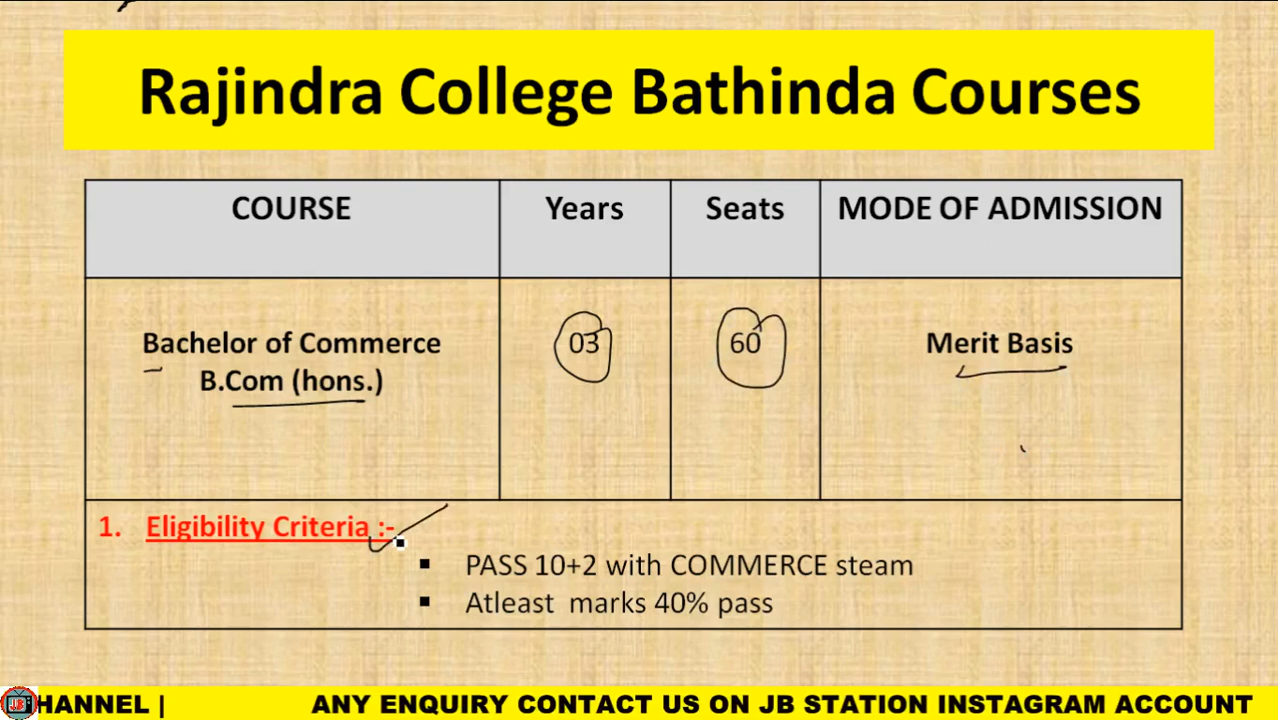 Rajindra College Bathinda Courses
COURSE Years Seats MODE OF ADMISSION
Bachelor of Commerce 03 60 Merit Basis
B.Com (hons.)
1. Eligibility Criteria :-
▪ PASS 10+2 with COMMERCE steam
▪ Atleast marks 40% pass
JB HANNEL | ANY ENQUIRY CONTACT US ON JB STATION INSTAGRAM ACCOUNT